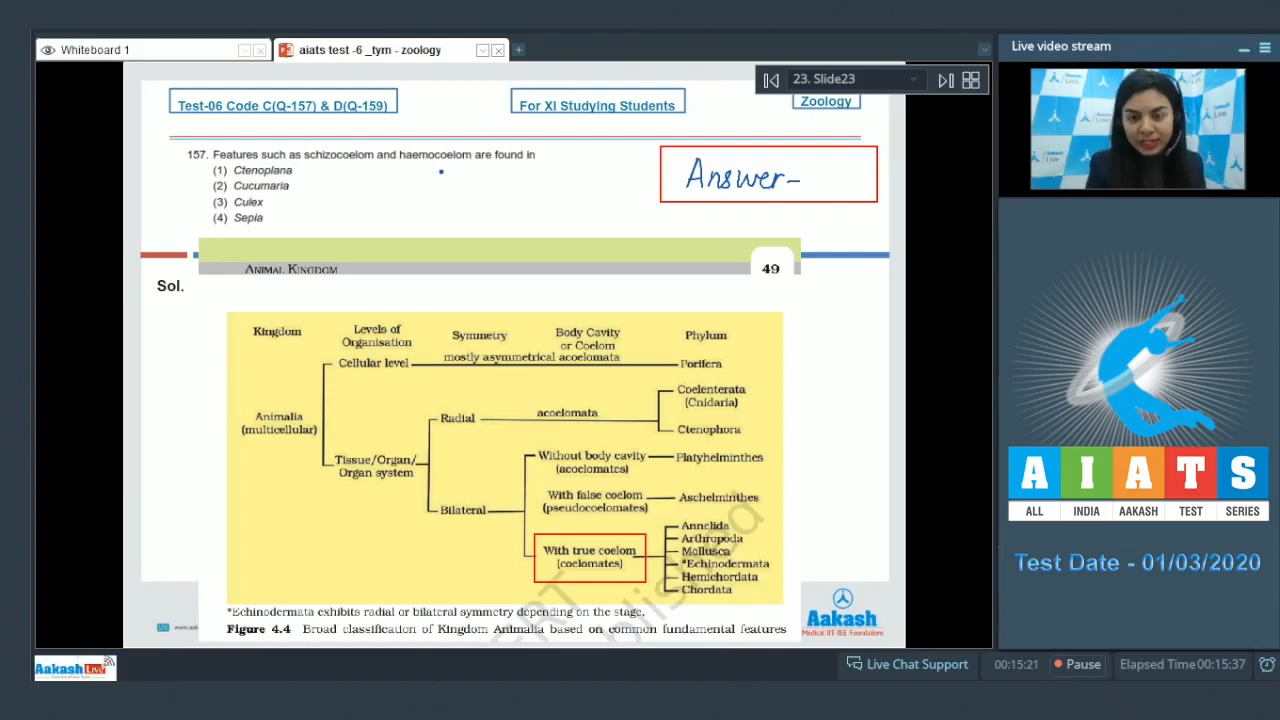 Whiteboard 1
aiats test -6 _tym - zoology
Live video stream
23. Slide23
Test-06 Code C(Q-157) & D(Q-159)
For XI Studying Students
Zoology
157. Features such as schizocoelom and haemocoelom are found in
(1) Ctenoplana
(2) Cucumaria
(3) Culex
(4) Sepia
Answer-
ANIMAL KINGDOM
49
Sol.
Kingdom
Levels of
Organisation
Symmetry
Body Cavity
or Coelom
Phylum
Cellular level
mostly asymmetrical acoelomata
Porifera
Animalia
(multicellular)
Radial
acoelomata
Coelenterata
(Cnidaria)
Ctenophora
Tissue/Organ/
Organ system
Without body cavity
(acoelomates)
Platyhelminthes
With false coelom
(pseudocoelomates)
Aschelminthes
Bilateral
With true coelom
(coelomates)
Annelida
Arthropoda
Mollusca
*Echinodermata
Hemichordata
Chordata
*Echinodermata exhibits radial or bilateral symmetry depending on the stage.
Figure 4.4 Broad classification of Kingdom Animalia based on common fundamental features
Aakash
Medical|IIT-JEE|Foundations
A I A T S
ALL INDIA AAKASH TEST SERIES
Test Date - 01/03/2020
Aakash Live
Live Chat Support
00:15:21
Pause
Elapsed Time 00:15:37